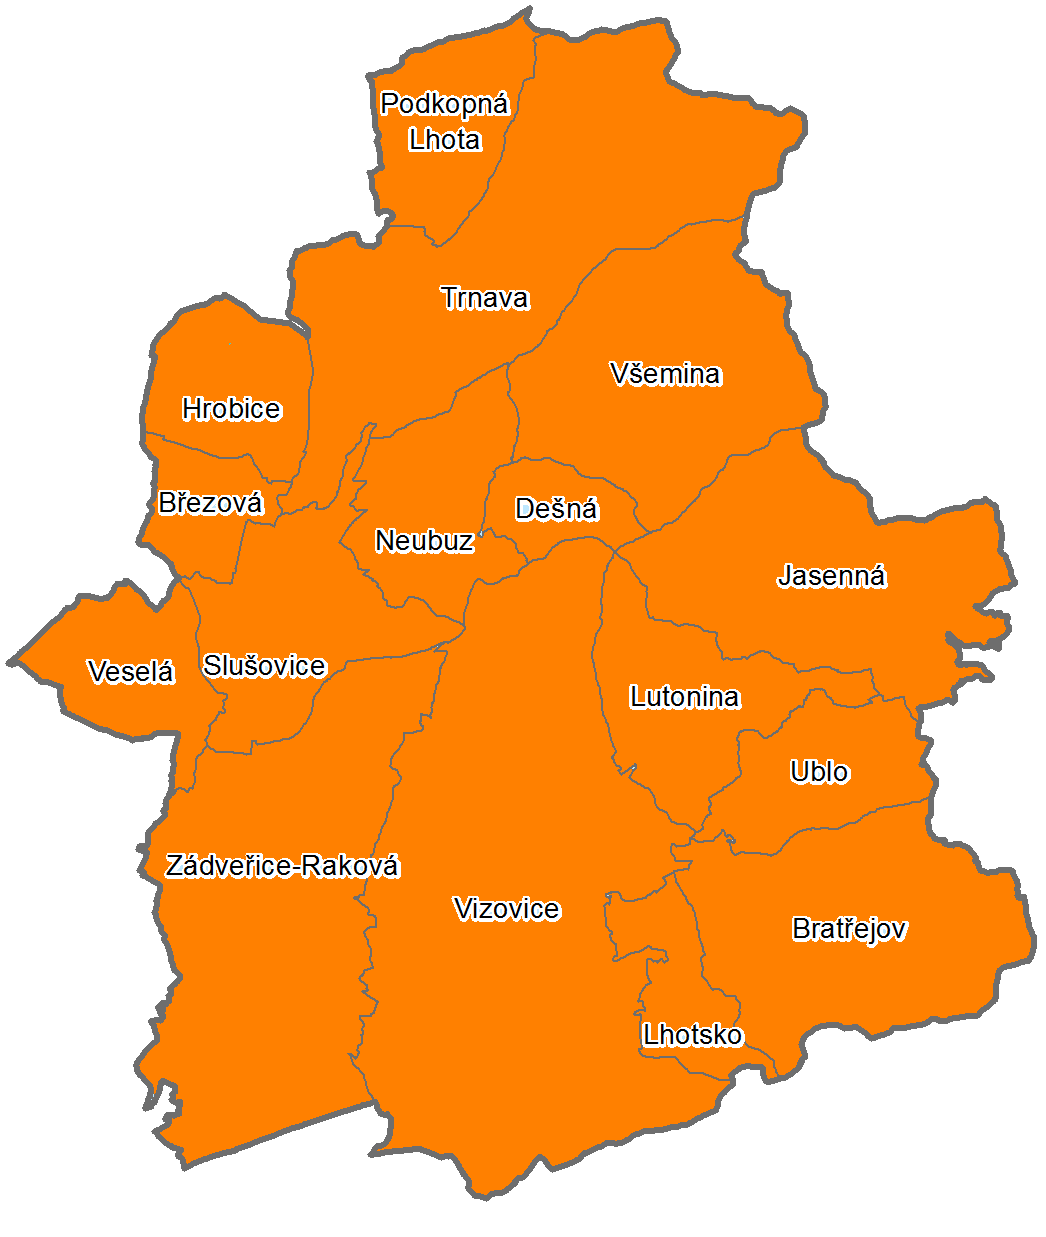 Podkopná
Lhota
Trnava
Všemina
Hrobice
Březová
Dešná
Neubuz
Jasenná
Veselá
Slušovice
Lutonina
Ublo
Zádveřice-Raková
Vizovice
Bratřejov
Lhotsko